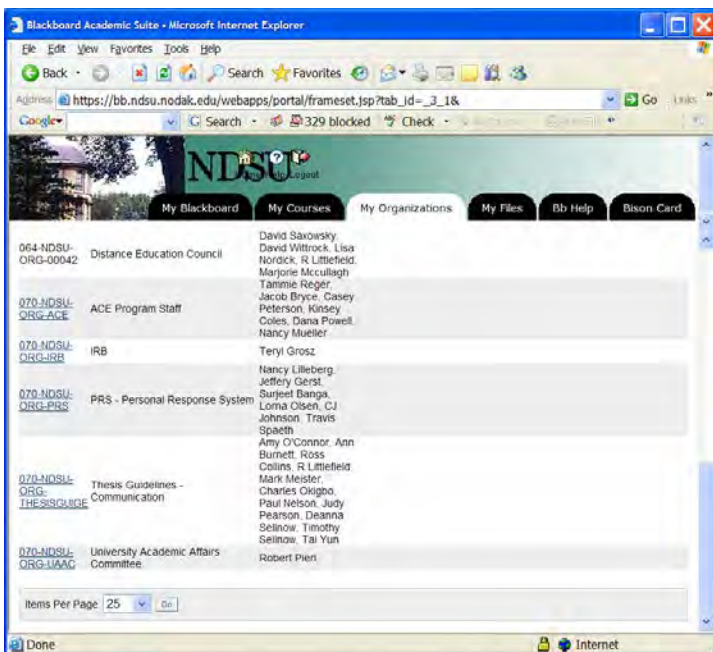 Blackboard Academic Suite - Microsoft Internet Explorer
File Edit View Favorites Tools Help
Back Search Favorites
Address https://bb.ndsu.nodak.edu/webapps/portal/frameset.jsp?tab_id=_3_1& Go Links »
Google Search 329 blocked Check
NDSU
Home Help Logout
My Blackboard My Courses My Organizations My Files Bb Help Bison Card
064-NDSU-
ORG-00042
Distance Education Council
David Saxowsky,
David Wittrock, Lisa
Nordick, R Littlefield,
Marjorie Mccullagh
070-NDSU-
ORG-ACE
ACE Program Staff
Tammie Reger,
Jacob Bryce, Casey
Peterson, Kinsey
Coles, Dana Powell,
Nancy Mueller
070-NDSU-
ORG-IRB
IRB
Teryl Grosz
070-NDSU-
ORG-PRS
PRS - Personal Response System
Nancy Lilleberg,
Jeffery Gerst,
Surjeet Banga,
Lorna Olsen, CJ
Johnson, Travis
Spaeth
070-NDSU-
ORG-
THESISGUIGE
Thesis Guidelines -
Communication
Amy O'Connor, Ann
Burnett, Ross
Collins, R Littlefield,
Mark Meister,
Charles Okigbo,
Paul Nelson, Judy
Pearson, Deanna
Sellnow, Timothy
Sellnow, Tai Yun
070-NDSU-
ORG-UAAC
University Academic Affairs
Committee
Robert Pieri
Items Per Page 25 Go
Done Internet